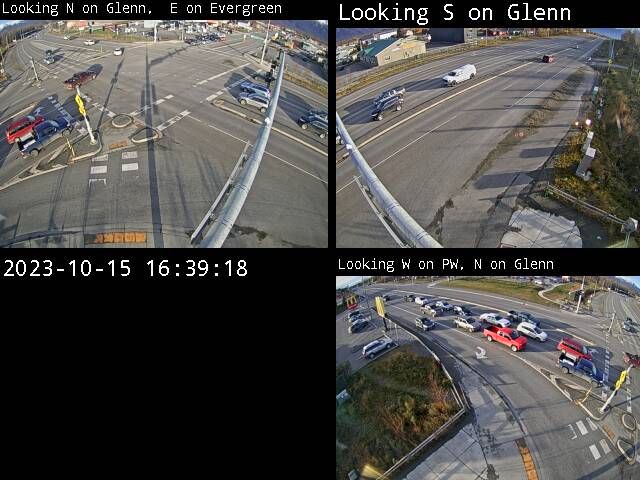 Looking N on Glenn,  E on Evergreen
Looking S on Glenn
2023-10-15 16:39:18
Looking W on PW, N on Glenn